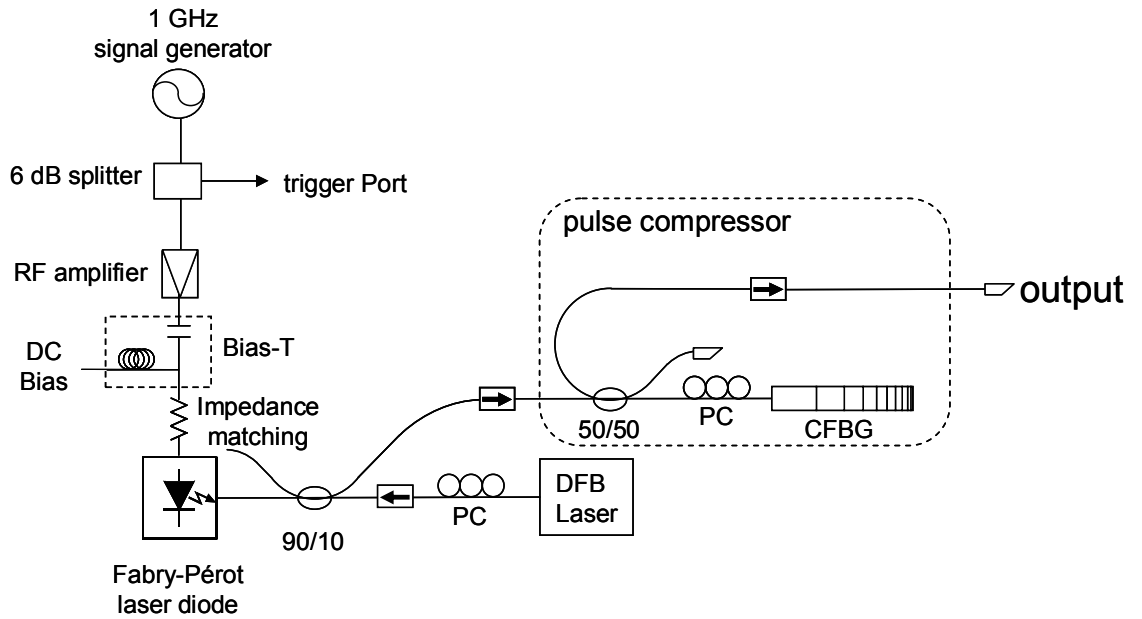 1 GHz
signal generator
6 dB splitter
trigger Port
RF amplifier
Bias-T
DC
Bias
Impedance
matching
Fabry-Pérot
laser diode
90/10
PC
DFB
Laser
pulse compressor
50/50
PC
CFBG
output